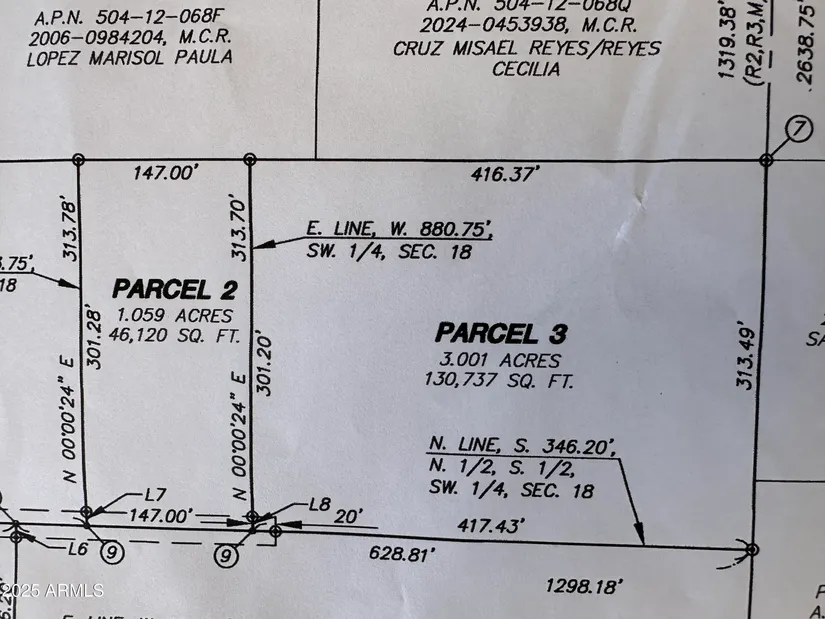 A.P.N. 504-12-068F
2006-0984204, M.C.R.
LOPEZ MARISOL PAULA
A.P.N. 504-12-068Q
2024-0453938, M.C.R.
CRUZ MISAEL REYES/REYES
CECILIA
1319.38'
(R2,R3,M,
2638.75'
7
147.00'
416.37'
313.78'
313.70'
E. LINE, W. 880.75',
SW. 1/4, SEC. 18
.75',
18
PARCEL 2
1.059 ACRES
46,120 SQ. FT.
301.28'
301.20'
N 00°00'24" E
N 00°00'24" E
PARCEL 3
3.001 ACRES
130,737 SQ. FT.
313.49'
N. LINE, S. 346.20',
N. 1/2, S. 1/2,
SW. 1/4, SEC. 18
L7
147.00'
L8
20'
417.43'
L6
9
9
628.81'
1298.18'
2025 ARMLS